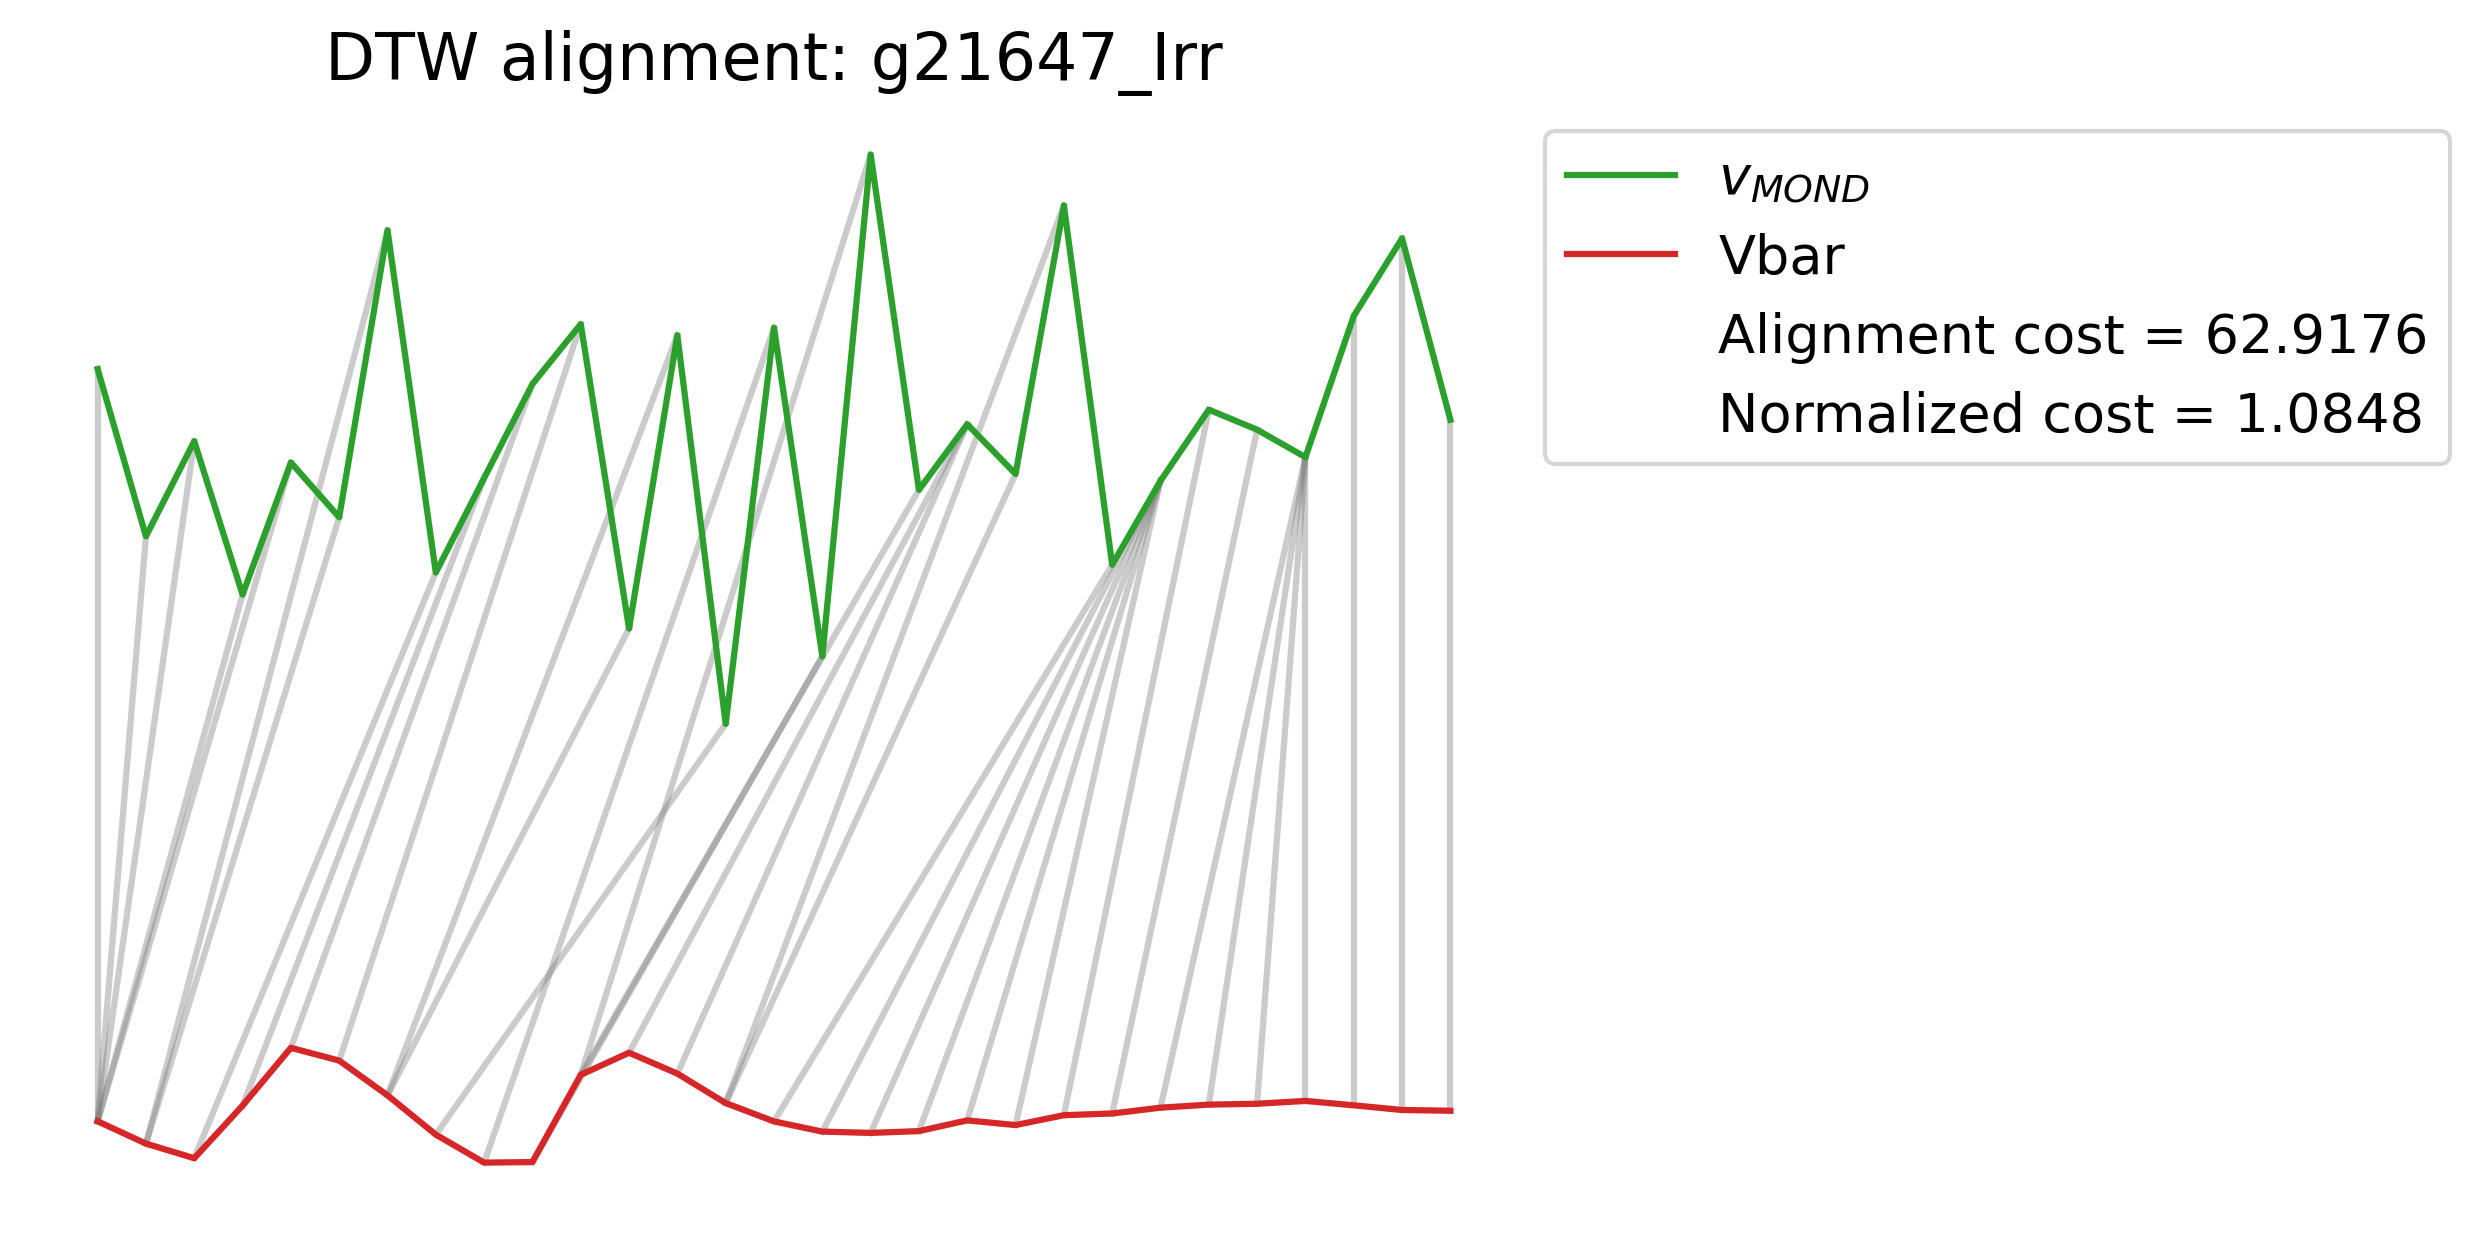 DTW alignment: g21647_Irr
v_MOND
Vbar
Alignment cost = 62.9176
Normalized cost = 1.0848